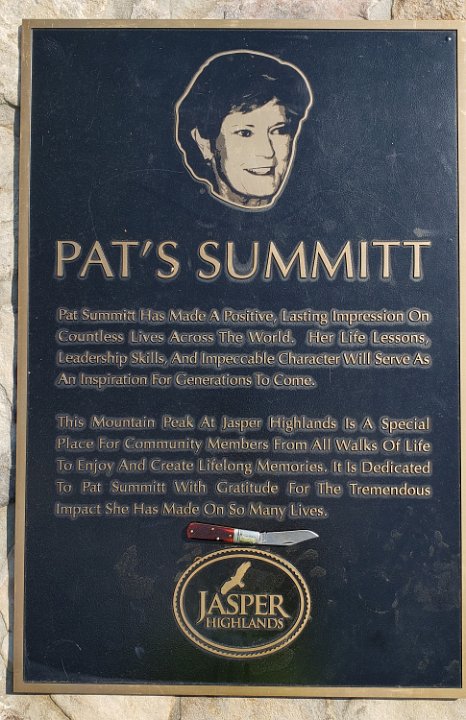 PAT'S SUMMITT
Pat Summitt Has Made A Positive, Lasting Impression On
Countless Lives Across The World. Her Life Lessons,
Leadership Skills, And Impeccable Character Will Serve As
An Inspiration For Generations To Come.
This Mountain Peak At Jasper Highlands Is A Special
Place For Community Members From All Walks Of Life
To Enjoy And Create Lifelong Memories. It Is Dedicated
To Pat Summitt With Gratitude For The Tremendous
Impact She Has Made On So Many Lives.
JASPER
HIGHLANDS